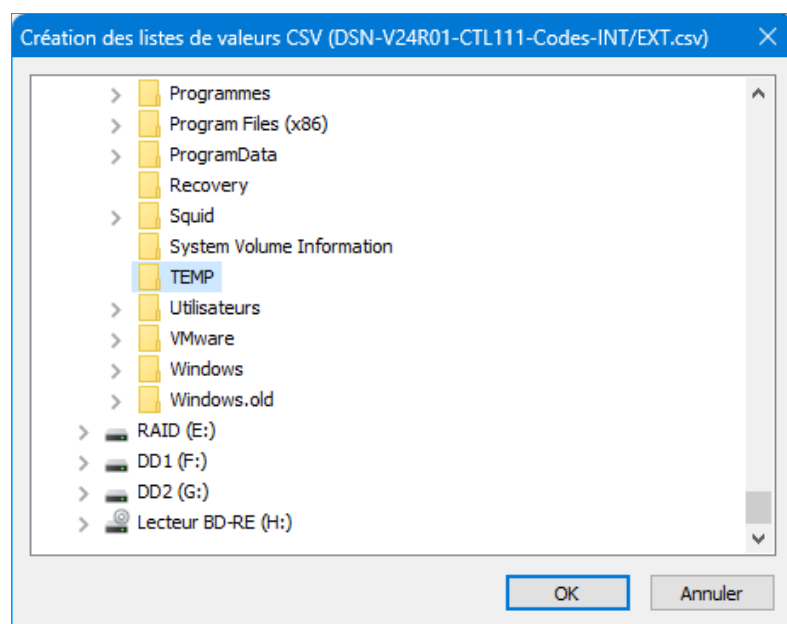 Création des listes de valeurs CSV (DSN-V24R01-CTL111-Codes-INT/EXT.csv)
Programmes
Program Files (x86)
ProgramData
Recovery
Squid
System Volume Information
TEMP
Utilisateurs
VMware
Windows
Windows.old
RAID (E:)
DD1 (F:)
DD2 (G:)
Lecteur BD-RE (H:)
OK Annuler